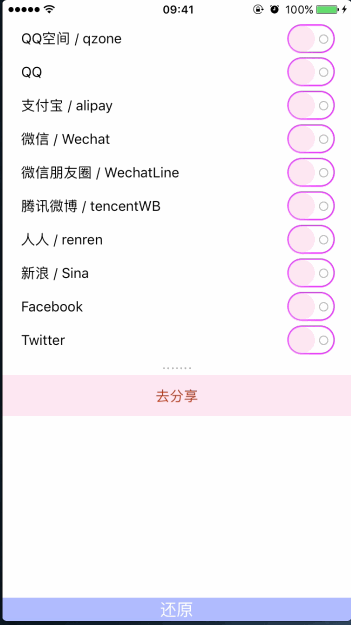 09:41 100%
QQ空间 / qzone
QQ
支付宝 / alipay
微信 / Wechat
微信朋友圈 / WechatLine
腾讯微博 / tencentWB
人人 / renren
新浪 / Sina
Facebook
Twitter
.......
去分享
还原